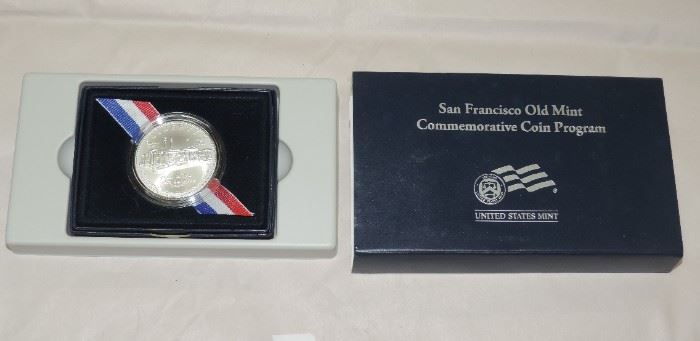 San Francisco Old Mint
Commemorative Coin Program
UNITED STATES MINT